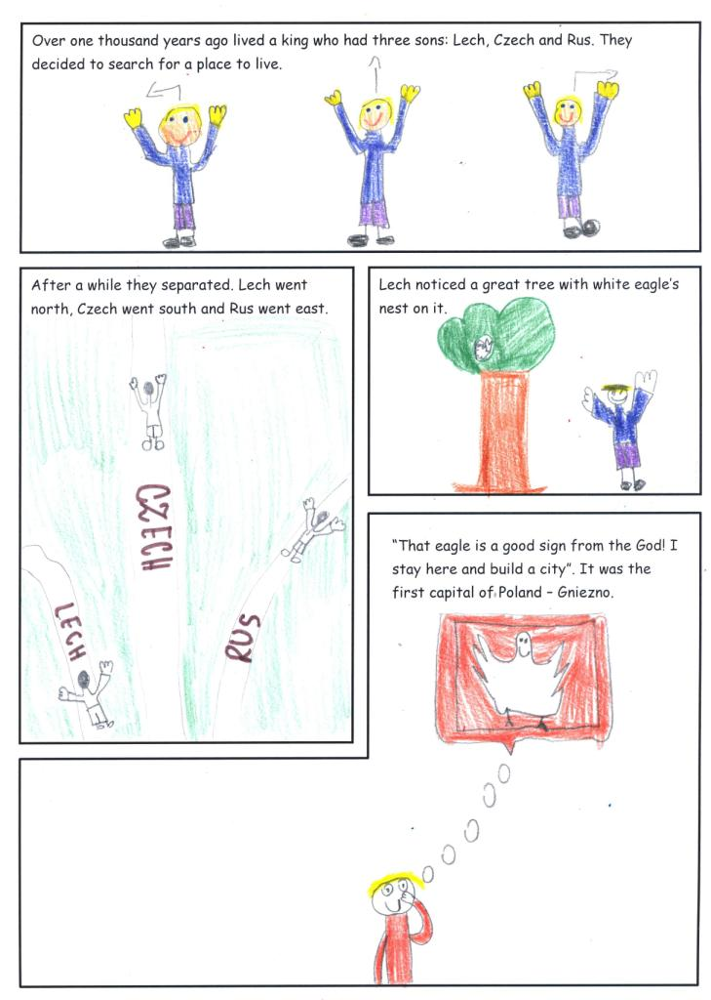 Over one thousand years ago lived a king who had three sons: Lech, Czech and Rus. They
decided to search for a place to live.
After a while they separated. Lech went
north, Czech went south and Rus went east.
CZECH
LECH
RUS
Lech noticed a great tree with white eagle's
nest on it.
"That eagle is a good sign from the God! I
stay here and build a city". It was the
first capital of Poland – Gniezno.